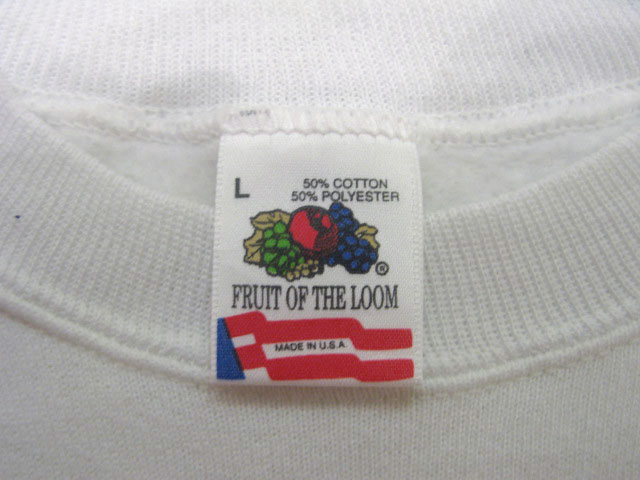 L
50% COTTON
50% POLYESTER
®
FRUIT OF THE LOOM
MADE IN U.S.A.